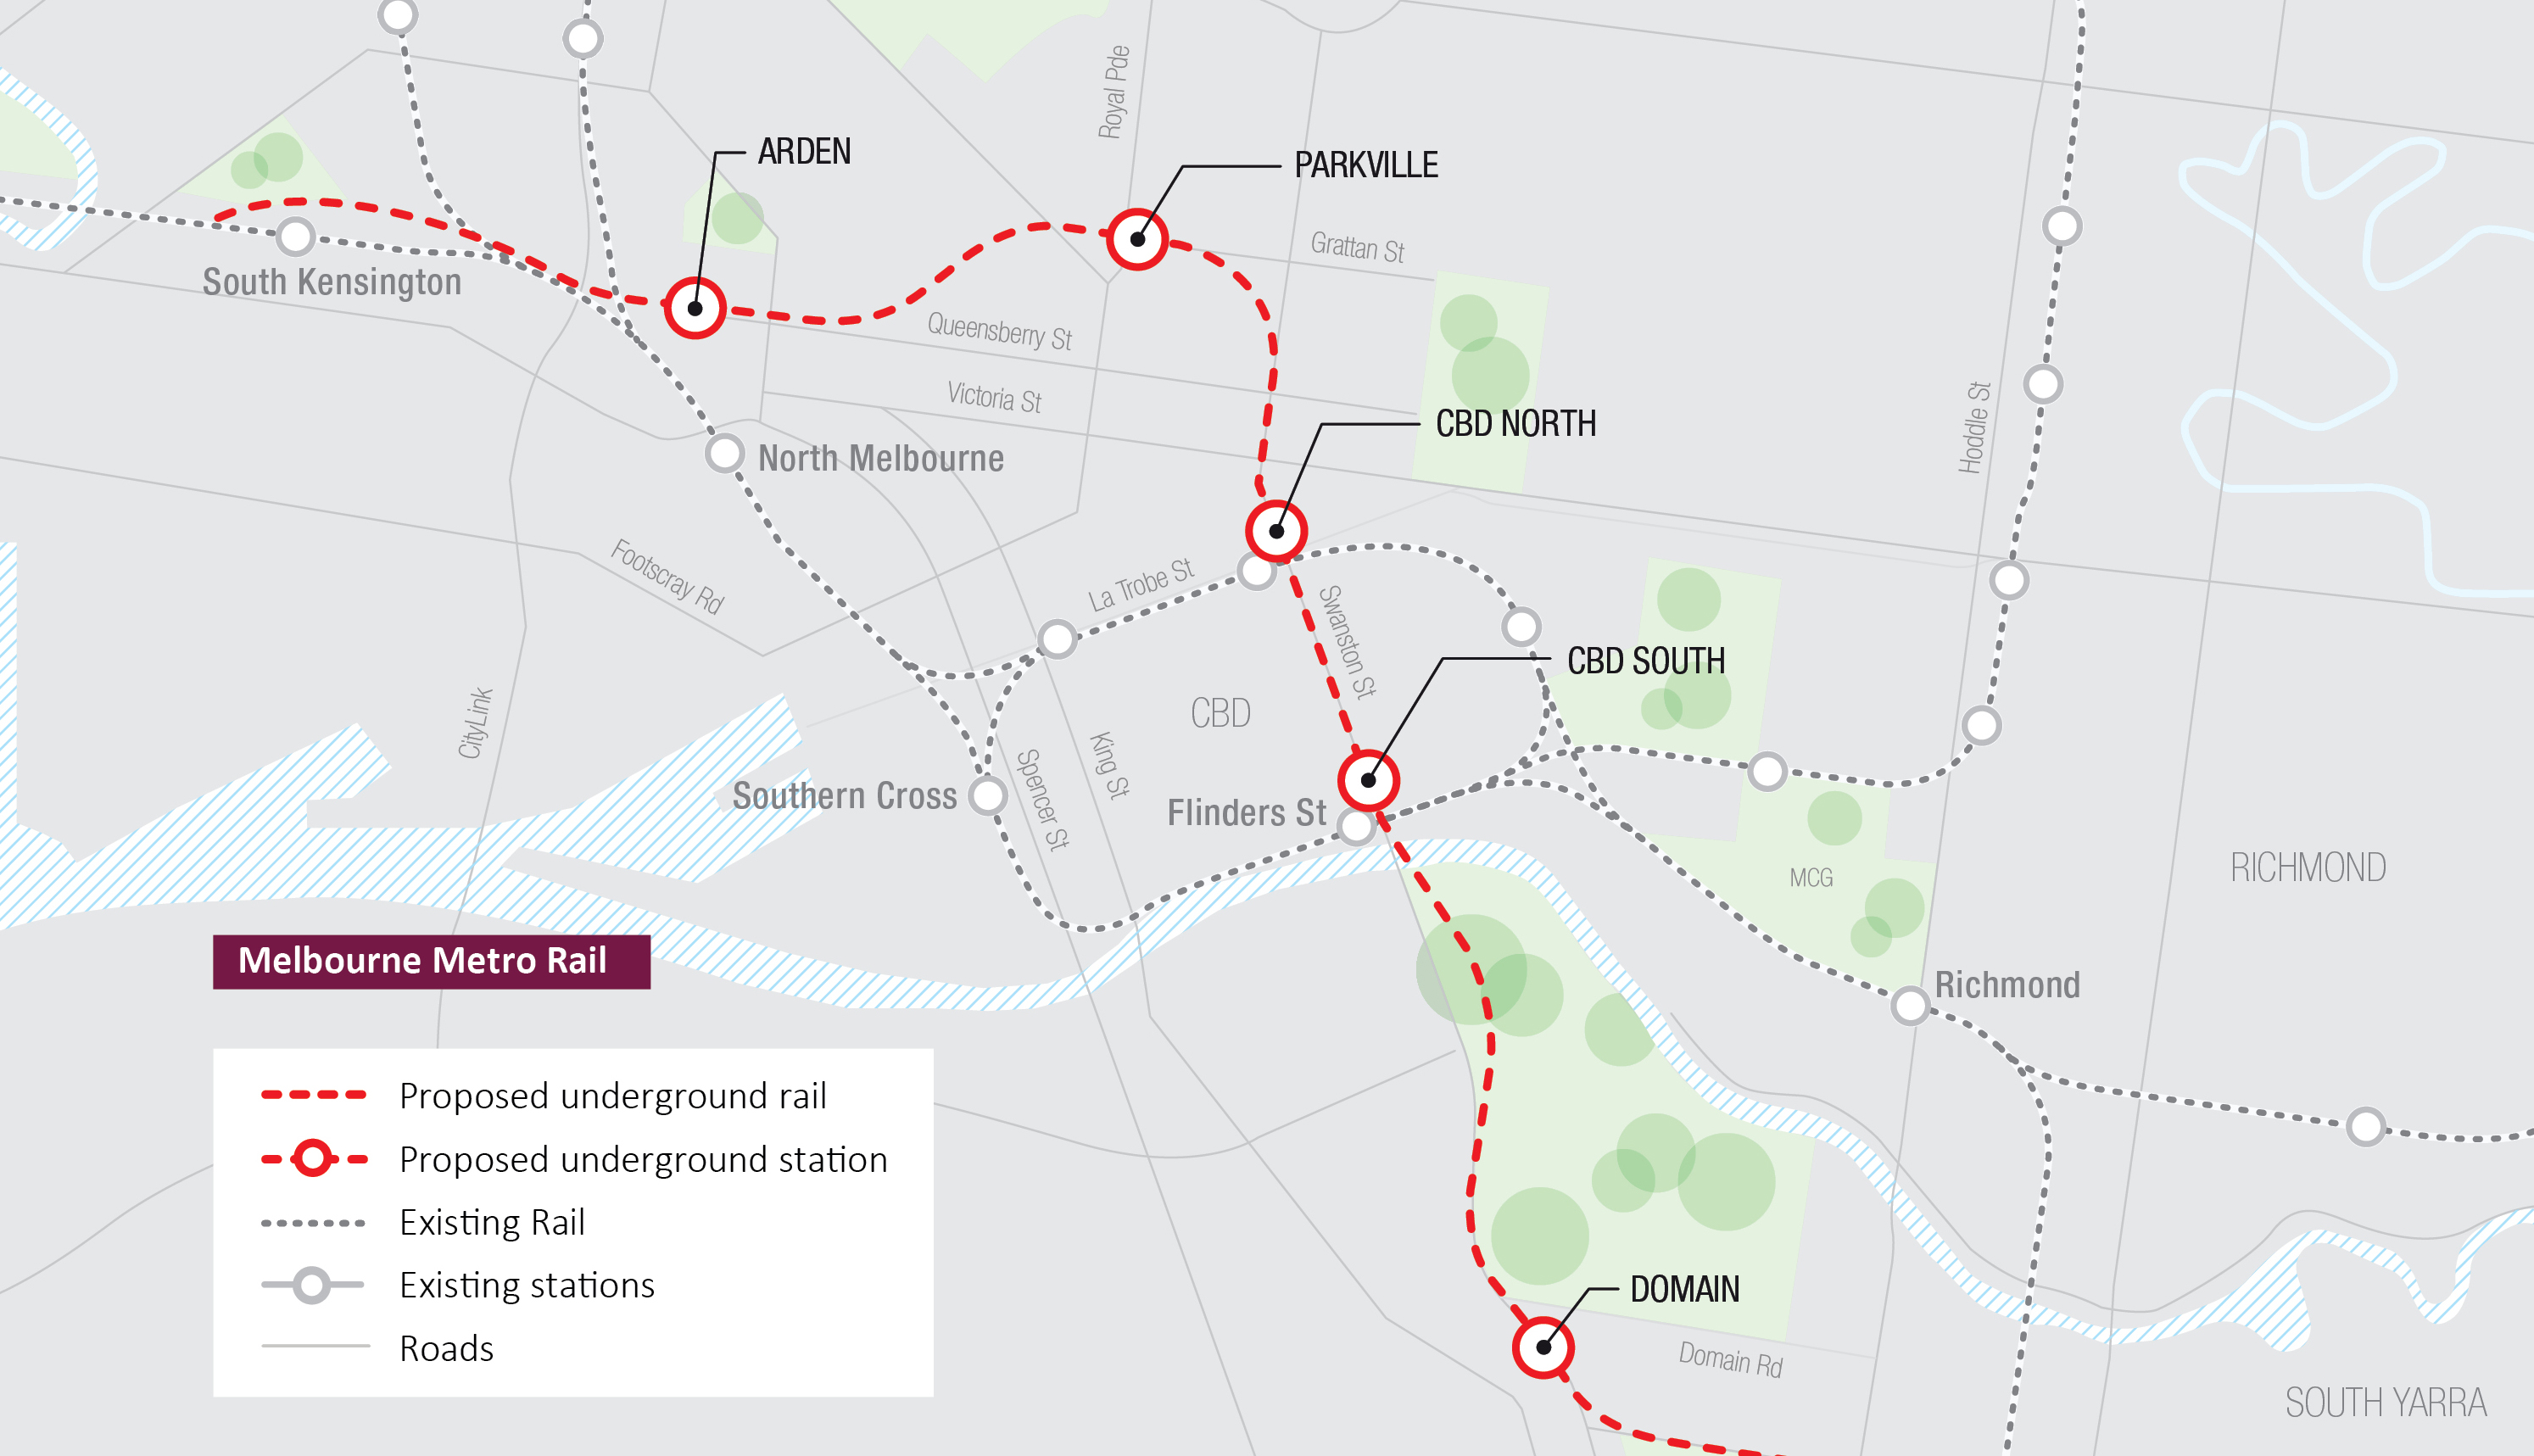 Royal Pde
ARDEN
PARKVILLE
Grattan St
South Kensington
Queensberry St
Victoria St
CBD NORTH
Hoddle St
North Melbourne
Footscray Rd
La Trobe St
Swanston St
CBD SOUTH
CityLink
CBD
King St
Spencer St
Southern Cross
Flinders St
MCG
RICHMOND
Richmond
Melbourne Metro Rail
Proposed underground rail
Proposed underground station
Existing Rail
Existing stations
Roads
DOMAIN
Domain Rd
SOUTH YARRA